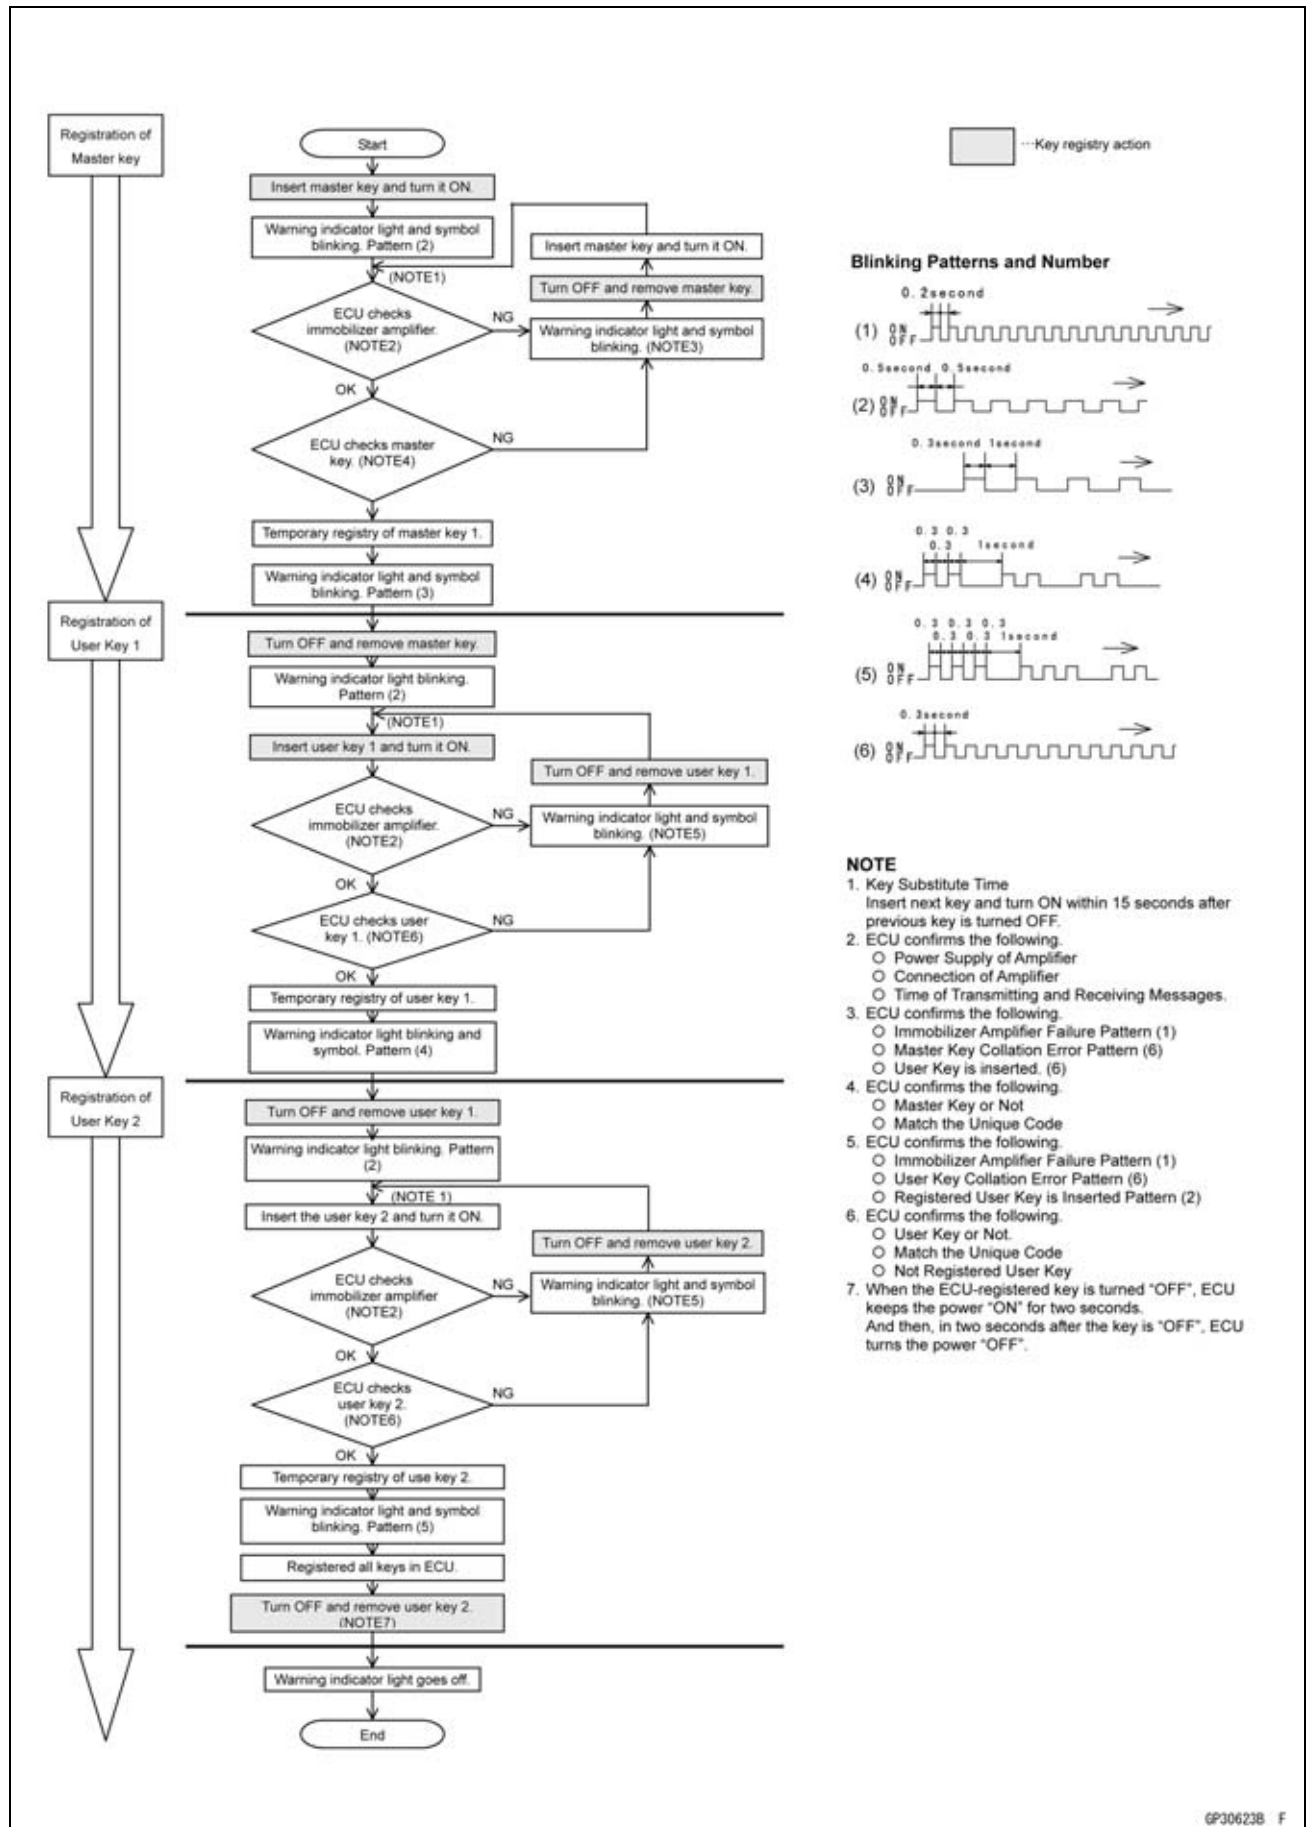 Registration of
Master key
Start
Insert master key and turn it ON.
Warning indicator light and symbol
blinking. Pattern (2)
(NOTE1)
ECU checks
immobilizer amplifier.
(NOTE2)
NG
Insert master key and turn it ON.
Turn OFF and remove master key.
Warning indicator light and symbol
blinking. (NOTE3)
OK
ECU checks master
key. (NOTE4)
NG
Temporary registry of master key 1.
Warning indicator light and symbol
blinking. Pattern (3)
Registration of
User Key 1
Turn OFF and remove master key.
Warning indicator light blinking.
Pattern (2)
(NOTE1)
Insert user key 1 and turn it ON.
ECU checks
immobilizer amplifier.
(NOTE2)
NG
Turn OFF and remove user key 1.
Warning indicator light and symbol
blinking. (NOTE5)
OK
ECU checks user
key 1. (NOTE6)
NG
OK
Temporary registry of user key 1.
Warning indicator light blinking and
symbol. Pattern (4)
Registration of
User Key 2
Turn OFF and remove user key 1.
Warning indicator light blinking. Pattern
(2)
(NOTE 1)
Insert the user key 2 and turn it ON.
ECU checks
immobilizer amplifier
(NOTE2)
NG
Turn OFF and remove user key 2.
Warning indicator light and symbol
blinking. (NOTE5)
OK
ECU checks
user key 2.
(NOTE6)
NG
OK
Temporary registry of use key 2.
Warning indicator light and symbol
blinking. Pattern (5)
Registered all keys in ECU.
Turn OFF and remove user key 2.
(NOTE7)
Warning indicator light goes off.
End
···Key registry action
Blinking Patterns and Number
0.2second
(1) ON
OFF
0.5second 0.5second
(2) ON
OFF
0.3second 1second
(3) ON
OFF
0.3 0.3
0.3 1second
(4) ON
OFF
0.3 0.3 0.3
0.3 0.3 1second
(5) ON
OFF
0.3second
(6) ON
OFF
NOTE
1. Key Substitute Time
Insert next key and turn ON within 15 seconds after
previous key is turned OFF.
2. ECU confirms the following.
O Power Supply of Amplifier
O Connection of Amplifier
O Time of Transmitting and Receiving Messages.
3. ECU confirms the following.
O Immobilizer Amplifier Failure Pattern (1)
O Master Key Collation Error Pattern (6)
O User Key is inserted. (6)
4. ECU confirms the following.
O Master Key or Not
O Match the Unique Code
5. ECU confirms the following.
O Immobilizer Amplifier Failure Pattern (1)
O User Key Collation Error Pattern (6)
O Registered User Key is Inserted Pattern (2)
6. ECU confirms the following.
O User Key or Not.
O Match the Unique Code
O Not Registered User Key
7. When the ECU-registered key is turned “OFF”, ECU
keeps the power “ON” for two seconds.
And then, in two seconds after the key is “OFF”, ECU
turns the power “OFF”.
GP30623B F